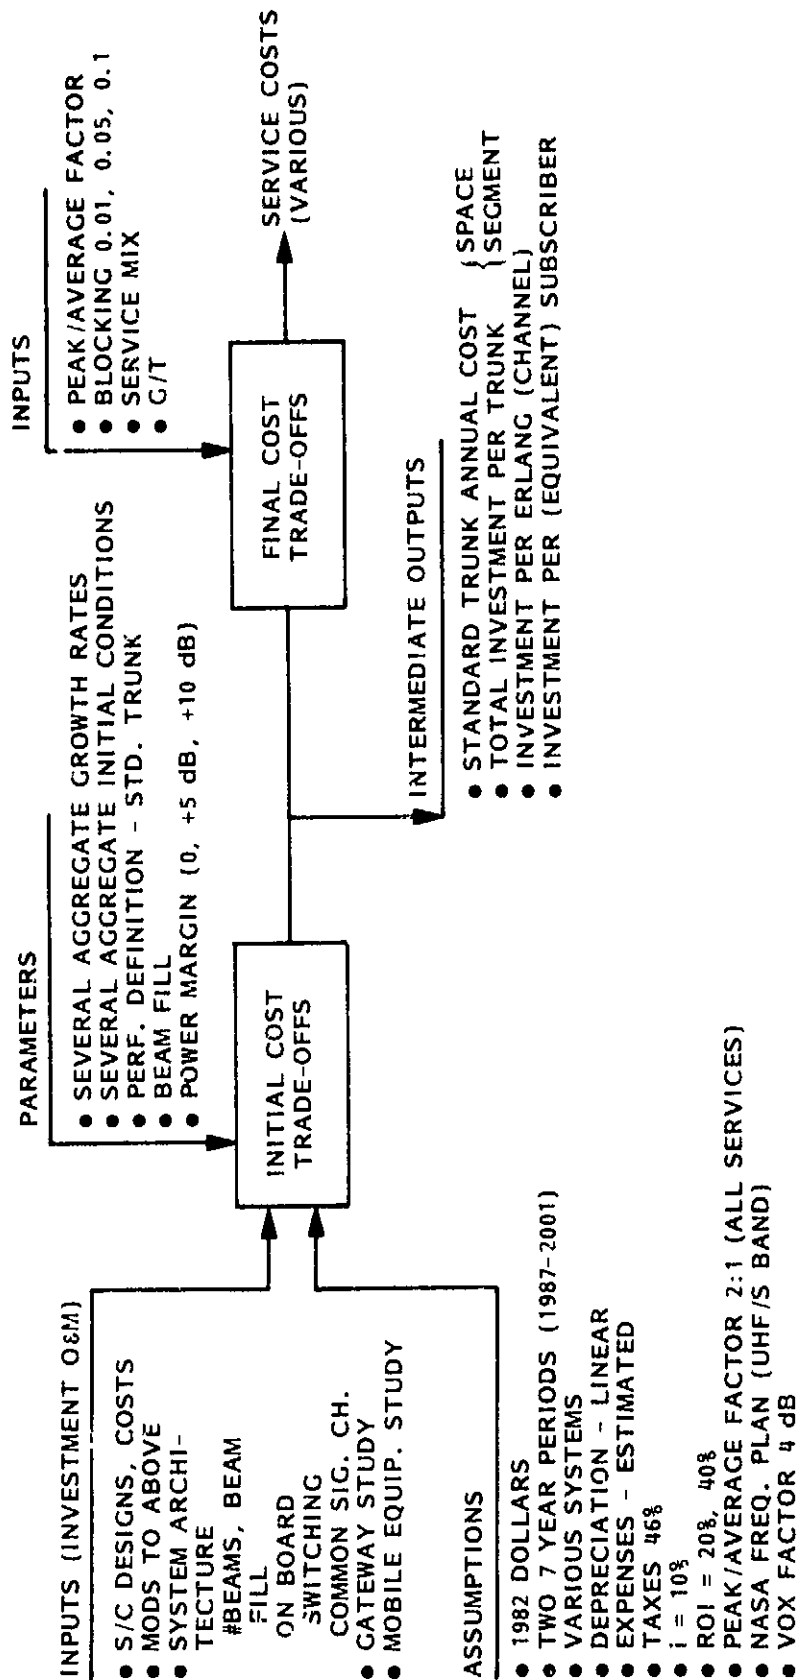 INPUTS (INVESTMENT O&M)
● S/C DESIGNS, COSTS
● MODS TO ABOVE
● SYSTEM ARCHI-
TECTURE
#BEAMS, BEAM
FILL
ON BOARD
SWITCHING
COMMON SIG. CH.
● GATEWAY STUDY
● MOBILE EQUIP. STUDY
ASSUMPTIONS
● 1982 DOLLARS
● TWO 7 YEAR PERIODS (1987-2001)
● VARIOUS SYSTEMS
● DEPRECIATION - LINEAR
● EXPENSES - ESTIMATED
● TAXES 46%
● i = 10%
● ROI = 20%, 40%
● PEAK/AVERAGE FACTOR 2:1 (ALL SERVICES)
● NASA FREQ. PLAN (UHF/S BAND)
● VOX FACTOR 4 dB
PARAMETERS
● SEVERAL AGGREGATE GROWTH RATES
● SEVERAL AGGREGATE INITIAL CONDITIONS
● PERF. DEFINITION - STD. TRUNK
● BEAM FILL
● POWER MARGIN (0, +5 dB, +10 dB)
INITIAL COST
TRADE-OFFS
INTERMEDIATE OUTPUTS
● STANDARD TRUNK ANNUAL COST { SPACE
● TOTAL INVESTMENT PER TRUNK { SEGMENT
● INVESTMENT PER ERLANG (CHANNEL)
● INVESTMENT PER (EQUIVALENT) SUBSCRIBER
INPUTS
● PEAK/AVERAGE FACTOR
● BLOCKING 0.01, 0.05, 0.1
● SERVICE MIX
● G/T
FINAL COST
TRADE-OFFS
SERVICE COSTS
(VARIOUS)